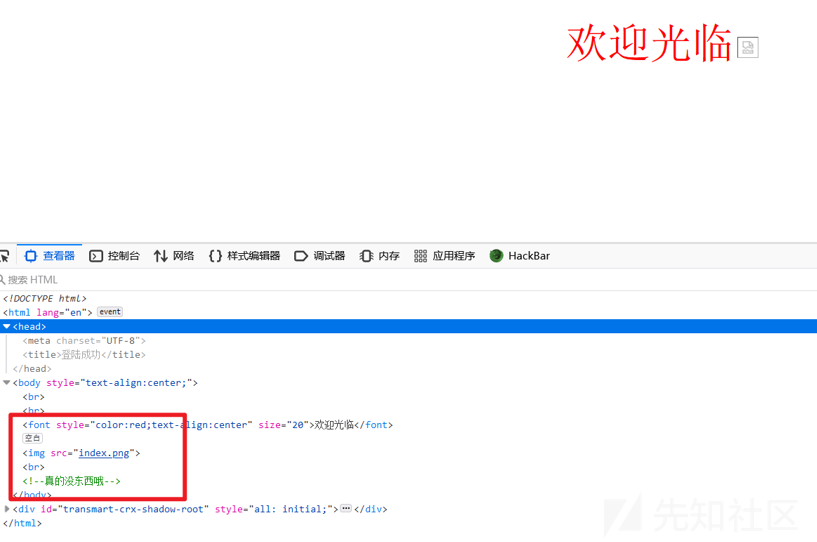 欢迎光临
查看器 控制台 网络 样式编辑器 调试器 内存 应用程序 HackBar
搜索 HTML
<!DOCTYPE html>
<html lang="en"> event
<head>
<meta charset="UTF-8">
<title>登陆成功</title>
</head>
<body style="text-align:center;">
<br>
<br>
<font style="color:red;text-align:center" size="20">欢迎光临</font>
空白
<img src="index.png">
<br>
<!--真的没东西哦-->
</body>
<div id="transmart-crx-shadow-root" style="all: initial;"></div>
</html>
先知社区